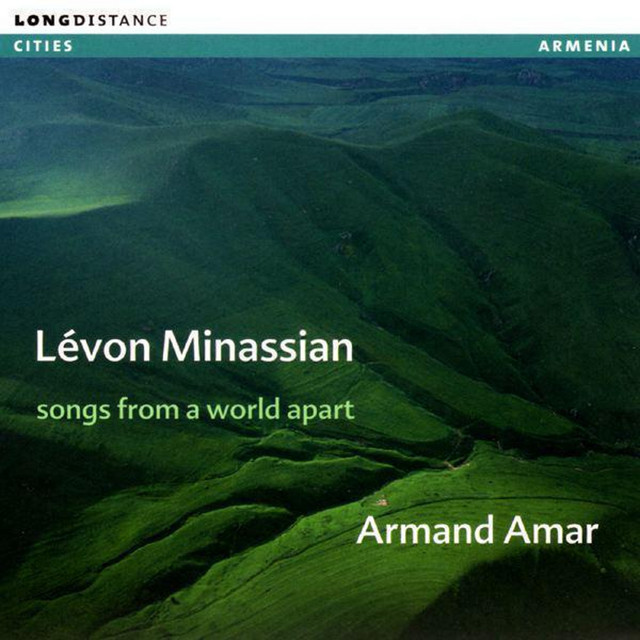 LONGDISTANCE
CITIES ARMENIA
Lévon Minassian
songs from a world apart
Armand Amar